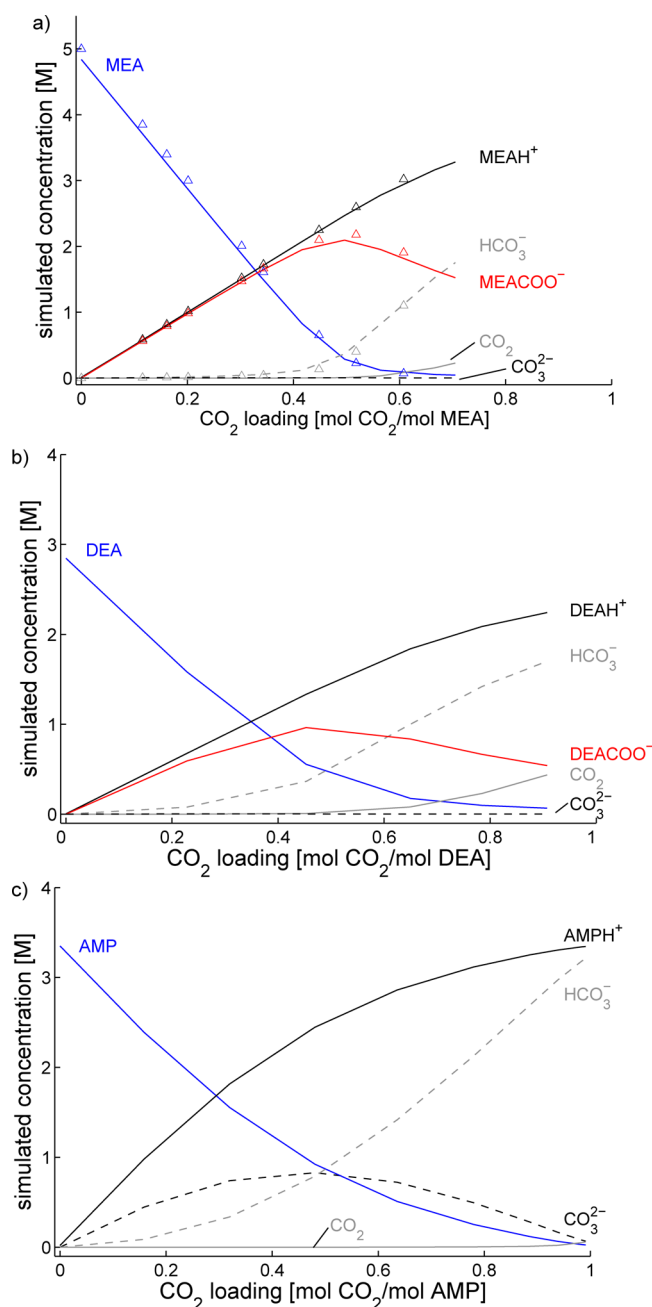 a)
simulated concentration [M]
5
4
3
2
1
0
MEA
MEAH⁺
HCO₃⁻
MEACOO⁻
CO₂
CO₃²⁻
0 0.2 0.4 0.6 0.8 1
CO₂ loading [mol CO₂/mol MEA]
b)
simulated concentration [M]
4
3
2
1
0
DEA
DEAH⁺
HCO₃⁻
DEACOO⁻
CO₂
CO₃²⁻
0 0.2 0.4 0.6 0.8 1
CO₂ loading [mol CO₂/mol DEA]
c)
simulated concentration [M]
4
3
2
1
0
AMP
AMPH⁺
HCO₃⁻
CO₃²⁻
CO₂
0 0.2 0.4 0.6 0.8 1
CO₂ loading [mol CO₂/mol AMP]